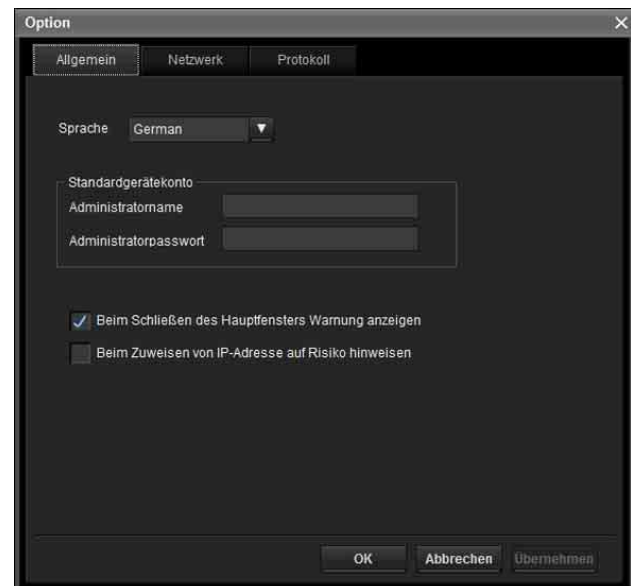 Option
Allgemein Netzwerk Protokoll
Sprache German
Standardgerätekonto
Administratorname
Administratorpasswort
Beim Schließen des Hauptfensters Warnung anzeigen
Beim Zuweisen von IP-Adresse auf Risiko hinweisen
OK Abbrechen Übernehmen